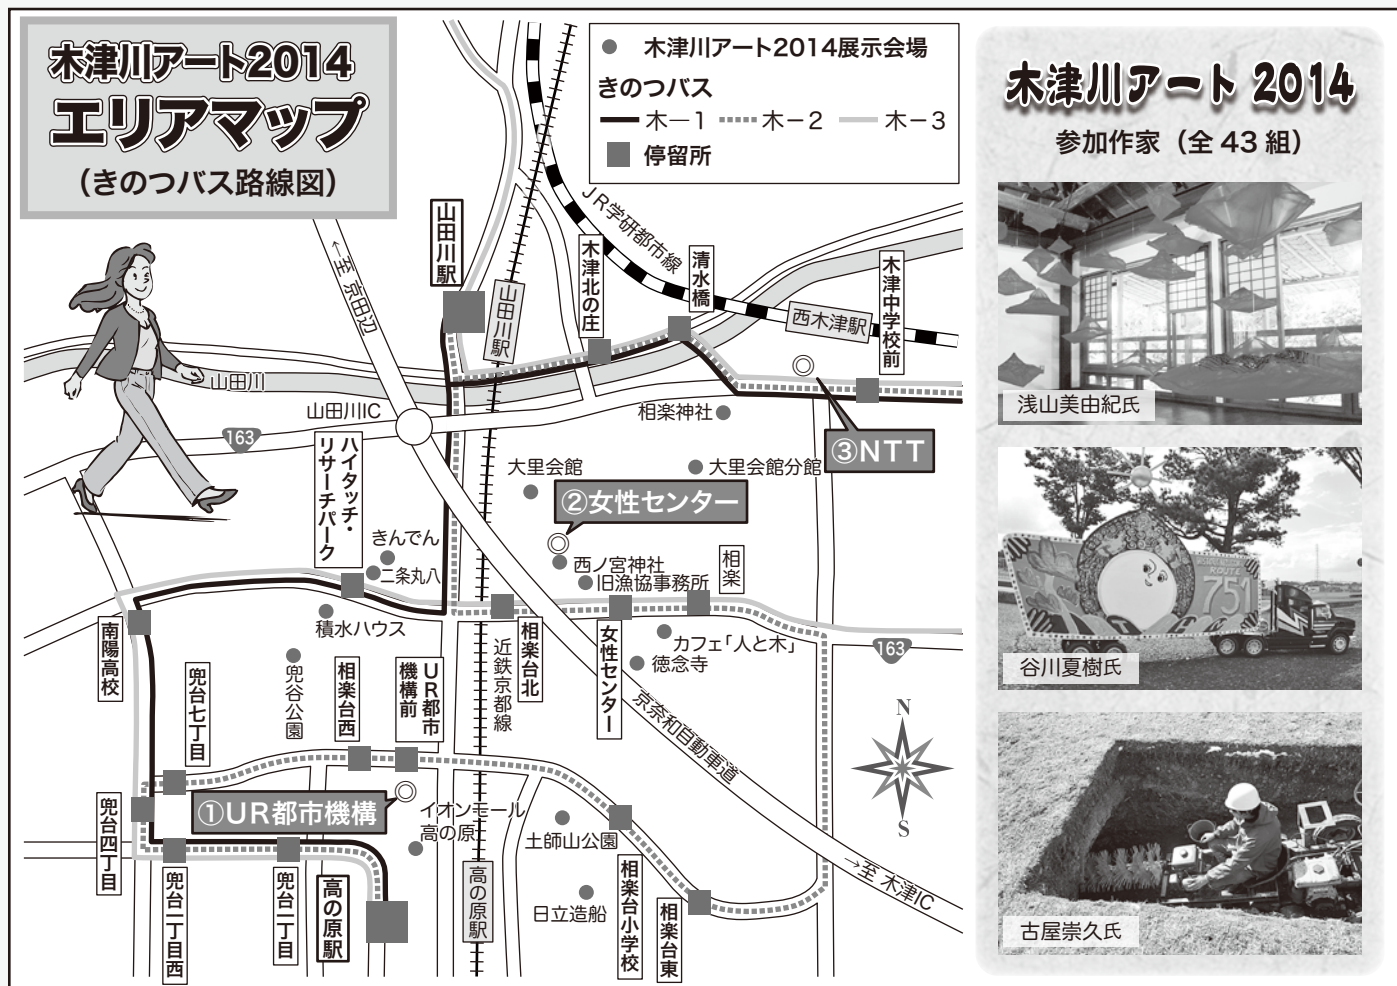 木津川アート2014
エリアマップ
(きのつバス路線図)
木津川アート2014展示会場
きのつバス
木―1
木−2
木−3
停留所
木津川アート 2014
参加作家(全43組)
浅山美由紀氏
谷川夏樹氏
ROUTE
751
古屋崇久氏
山田川駅
←至 京田辺
山田川駅
木津北の庄
JR学研都市線
清水橋
西木津駅
木津中学校前
山田川
山田川IC
163
相楽神社
③NTT
ハイタッチ・
リサーチパーク
大里会館
大里会館分館
②女性センター
きんでん
二条丸八
西ノ宮神社
旧漁協事務所
相楽
積水ハウス
南陽高校
兜谷公園
相楽台西
UR都市
機構前
近鉄京都線
相楽台北
女性センター
カフェ「人と木」
徳念寺
163
兜台七丁目
京奈和自動車道
N
S
兜台四丁目
①UR都市機構
イオンモール
高の原
土師山公園
→至 木津IC
兜台一丁目西
兜台一丁目
高の原駅
高の原駅
日立造船
相楽台小学校
相楽台東